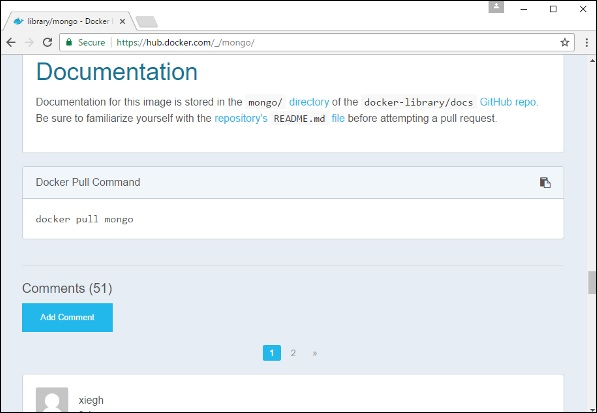 library/mongo - Docker
Secure https://hub.docker.com/_/mongo/
Documentation
Documentation for this image is stored in the mongo/ directory of the docker-library/docs GitHub repo.
Be sure to familiarize yourself with the repository's README.md file before attempting a pull request.
Docker Pull Command
docker pull mongo
Comments (51)
Add Comment
1 2 »
xiegh